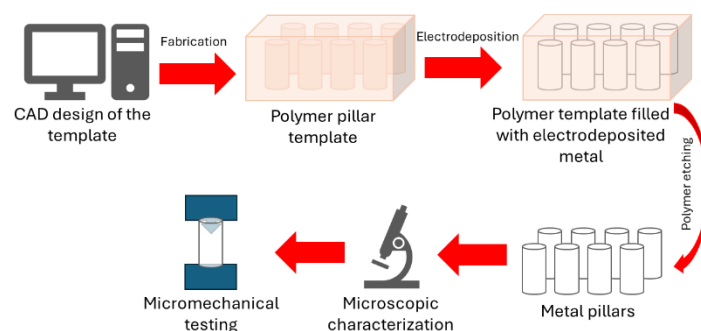 Fabrication
Electrodeposition
CAD design of the
template
Polymer pillar
template
Polymer template filled
with electrodeposited
metal
Polymer etching
Micromechanical
testing
Microscopic
characterization
Metal pillars